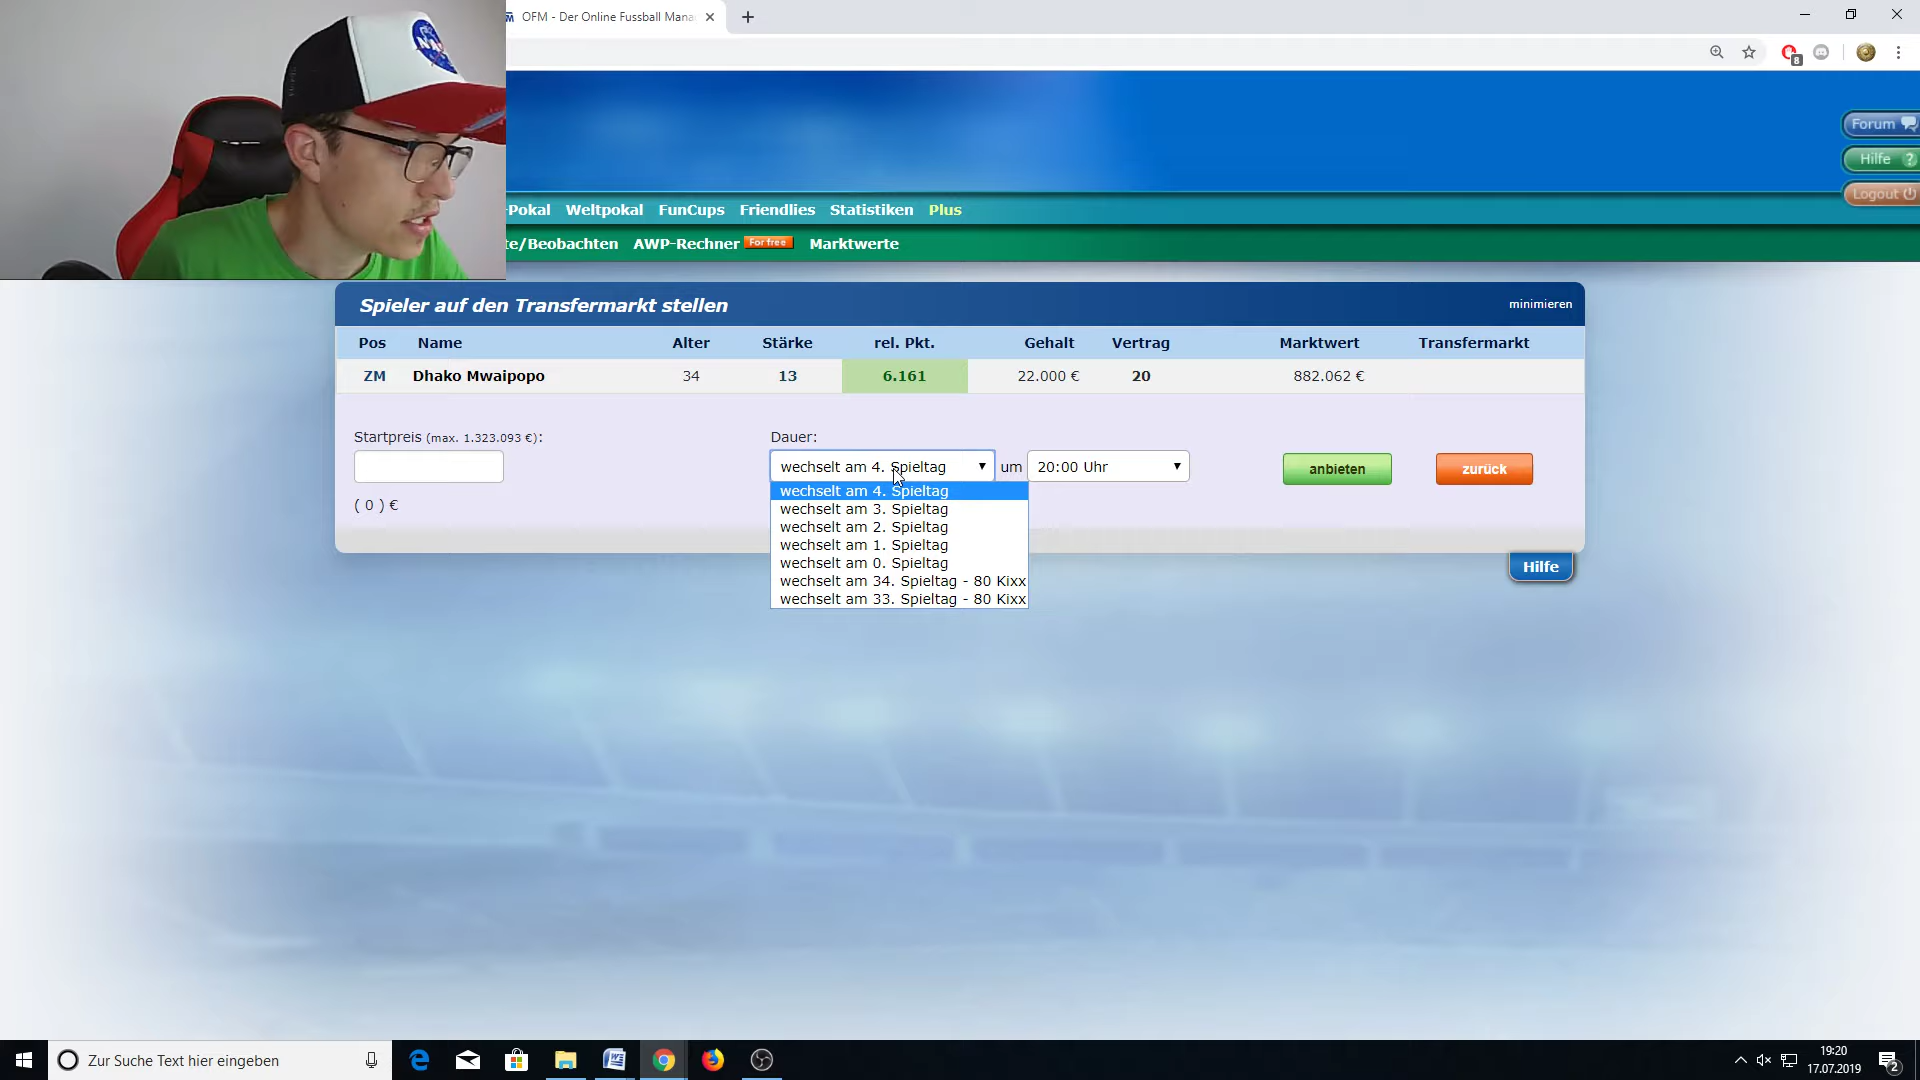 OFM - Der Online Fussball Mana
8
Forum
Hilfe ?
Logout
-Pokal Weltpokal FunCups Friendlies Statistiken Plus
te/Beobachten AWP-Rechner For free Marktwerte
Spieler auf den Transfermarkt stellen minimieren
Pos Name Alter Stärke rel. Pkt. Gehalt Vertrag Marktwert Transfermarkt
ZM Dhako Mwaipopo 34 13 6.161 22.000 € 20 882.062 €
Startpreis (max. 1.323.093 €): Dauer:
wechselt am 4. Spieltag um 20:00 Uhr anbieten zurück
( 0 ) €
wechselt am 4. Spieltag
wechselt am 3. Spieltag
wechselt am 2. Spieltag
wechselt am 1. Spieltag
wechselt am 0. Spieltag
wechselt am 34. Spieltag - 80 Kixx
wechselt am 33. Spieltag - 80 Kixx
Hilfe
Zur Suche Text hier eingeben
19:20
17.07.2019
2